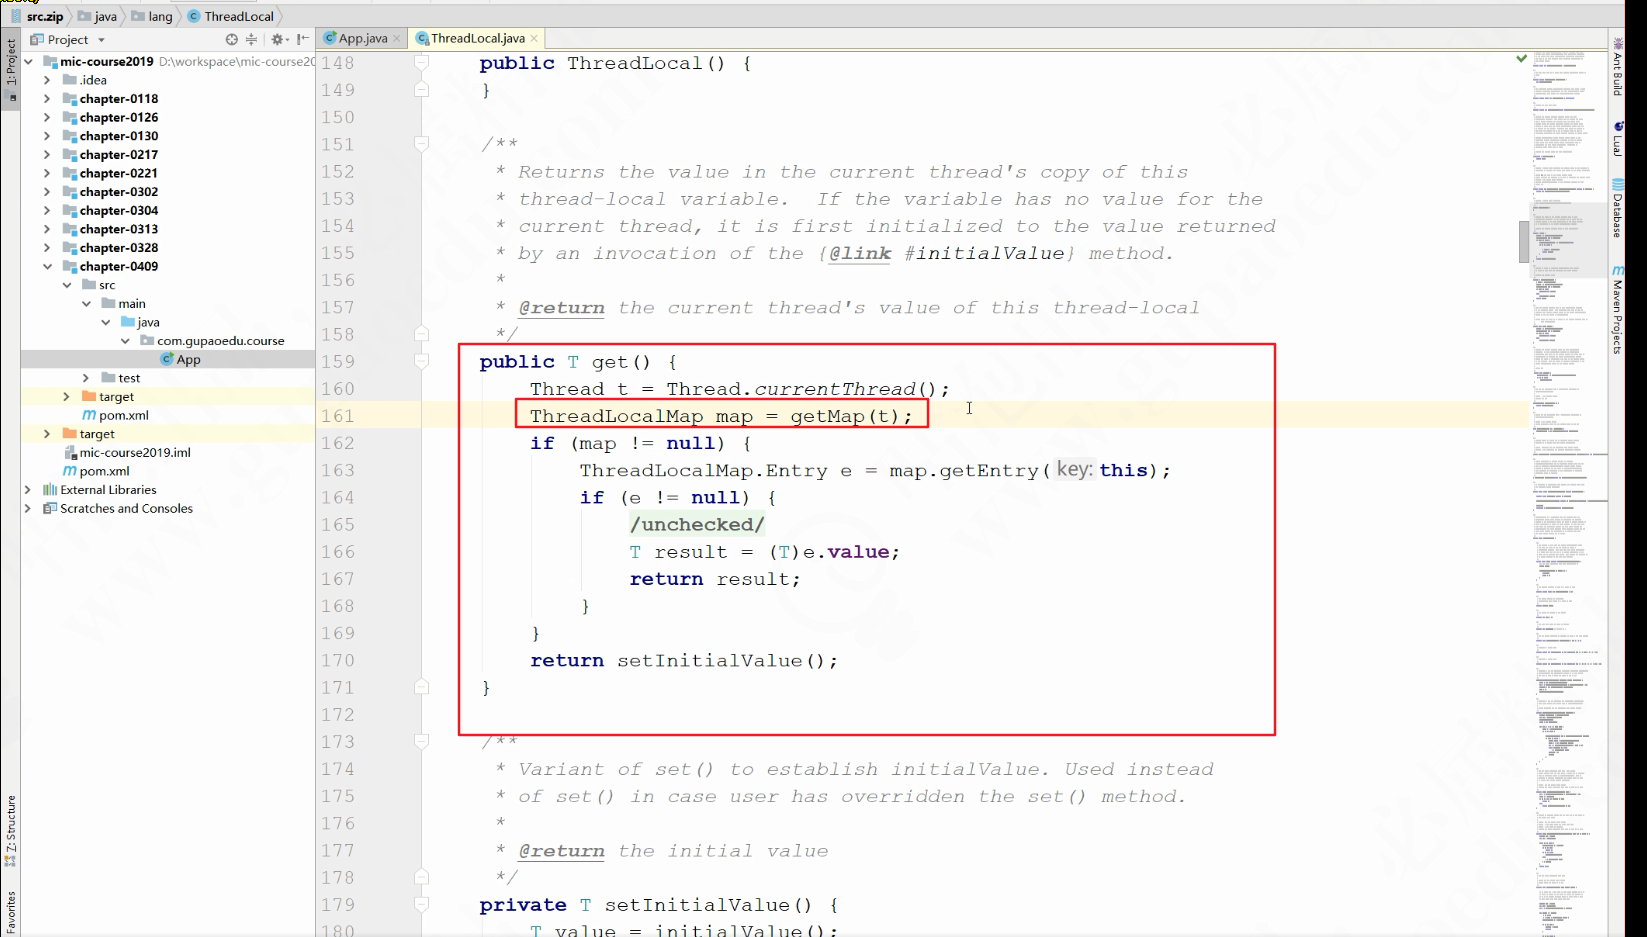 src.zip java lang ThreadLocal
Project
App.java ThreadLocal.java
1: Project
mic-course2019 D:\workspace\mic-course20
.idea
chapter-0118
chapter-0126
chapter-0130
chapter-0217
chapter-0221
chapter-0302
chapter-0304
chapter-0313
chapter-0328
chapter-0409
src
main
java
com.gupaoedu.course
App
test
target
pom.xml
target
mic-course2019.iml
pom.xml
External Libraries
Scratches and Consoles
Z: Structure
Favorites
148 public ThreadLocal() {
149 }
150
151 /**
152 * Returns the value in the current thread's copy of this
153 * thread-local variable. If the variable has no value for the
154 * current thread, it is first initialized to the value returned
155 * by an invocation of the {@link #initialValue} method.
156 *
157 * @return the current thread's value of this thread-local
158 */
159 public T get() {
160 Thread t = Thread.currentThread();
161 ThreadLocalMap map = getMap(t);
162 if (map != null) {
163 ThreadLocalMap.Entry e = map.getEntry( key: this);
164 if (e != null) {
165 /unchecked/
166 T result = (T)e.value;
167 return result;
168 }
169 }
170 return setInitialValue();
171 }
172
173 /**
174 * Variant of set() to establish initialValue. Used instead
175 * of set() in case user has overridden the set() method.
176 *
177 * @return the initial value
178 */
179 private T setInitialValue() {
180 T value = initialValue();
Ant Build
LuaJ
Database
Maven Projects